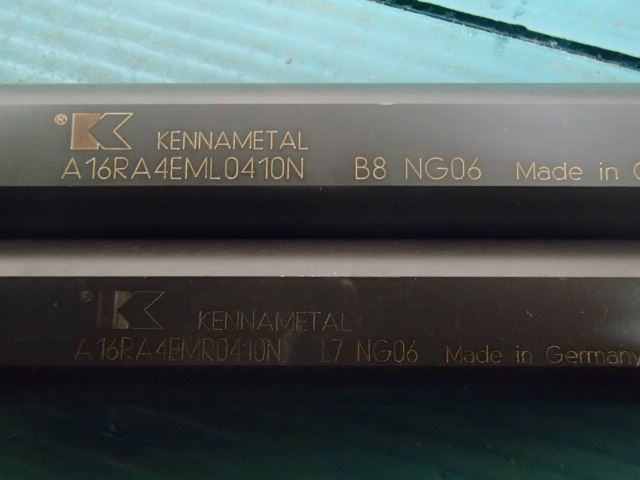 ® KENNAMETAL
A16RA4EML0410N B8 NG06 Made in G
® KENNAMETAL
A16RA4EMR0410N L7 NG06 Made in Germany